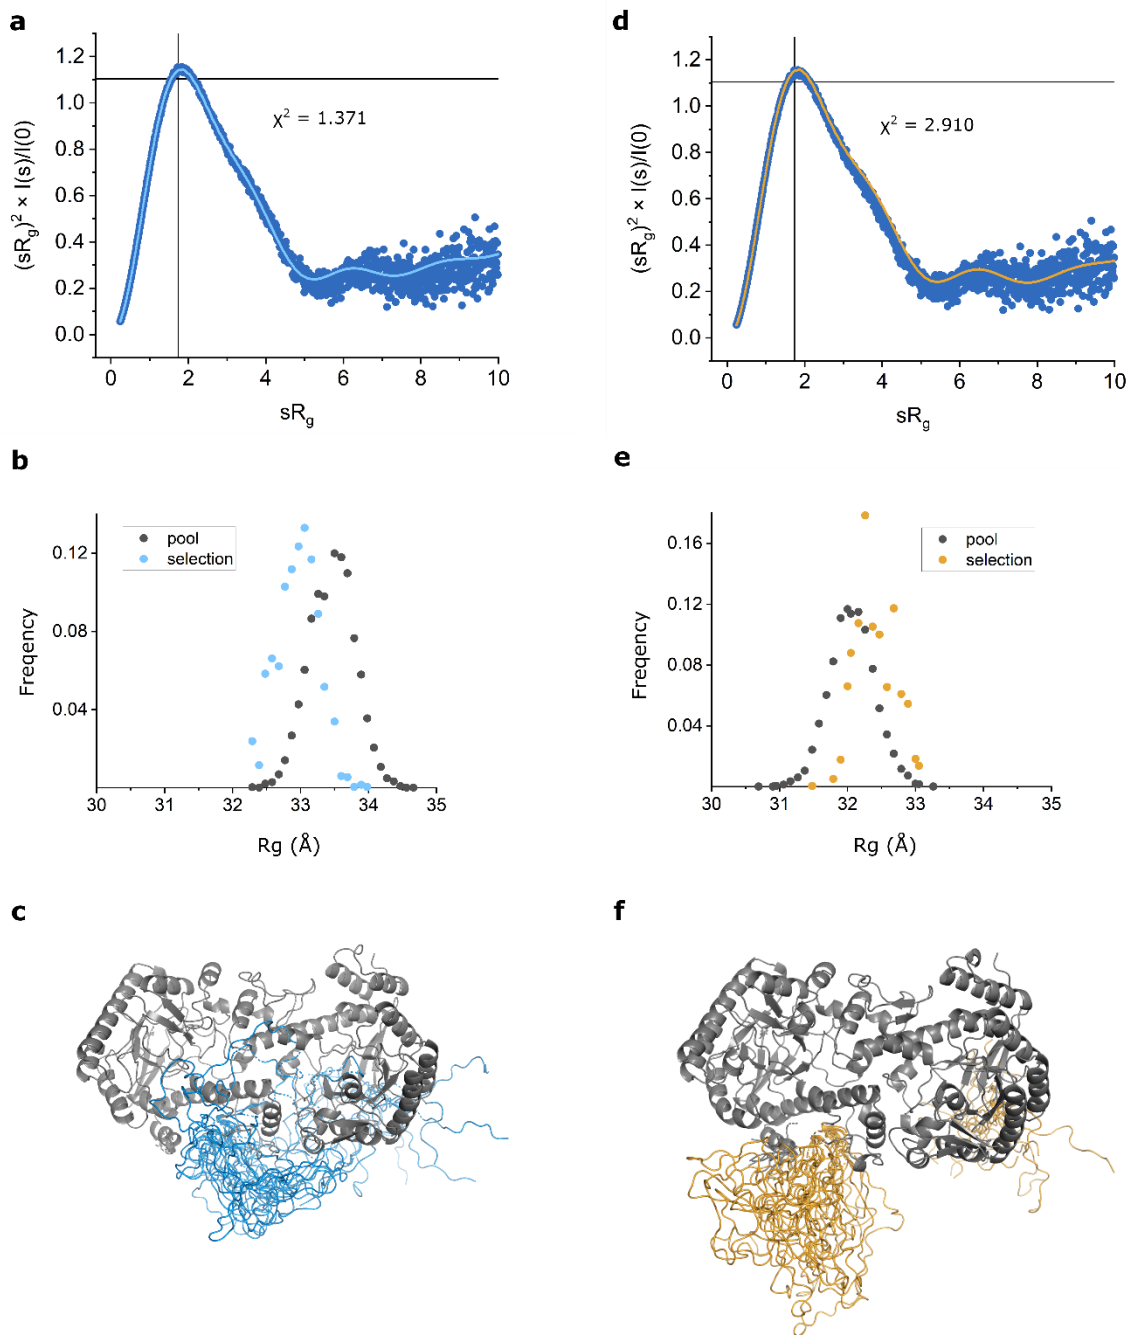 a
1.2
1.0
0.8
0.6
0.4
0.2
0.0
(sRg)² × I(s)/I(0)
χ² = 1.371
0 2 4 6 8 10
sRg
d
1.2
1.0
0.8
0.6
0.4
0.2
0.0
(sRg)² × I(s)/I(0)
χ² = 2.910
0 2 4 6 8 10
sRg
b
pool
selection
0.12
0.08
0.04
Freqency
30 31 32 33 34 35
Rg (Å)
e
pool
selection
0.16
0.12
0.08
0.04
Freqency
30 31 32 33 34 35
Rg (Å)
c
f